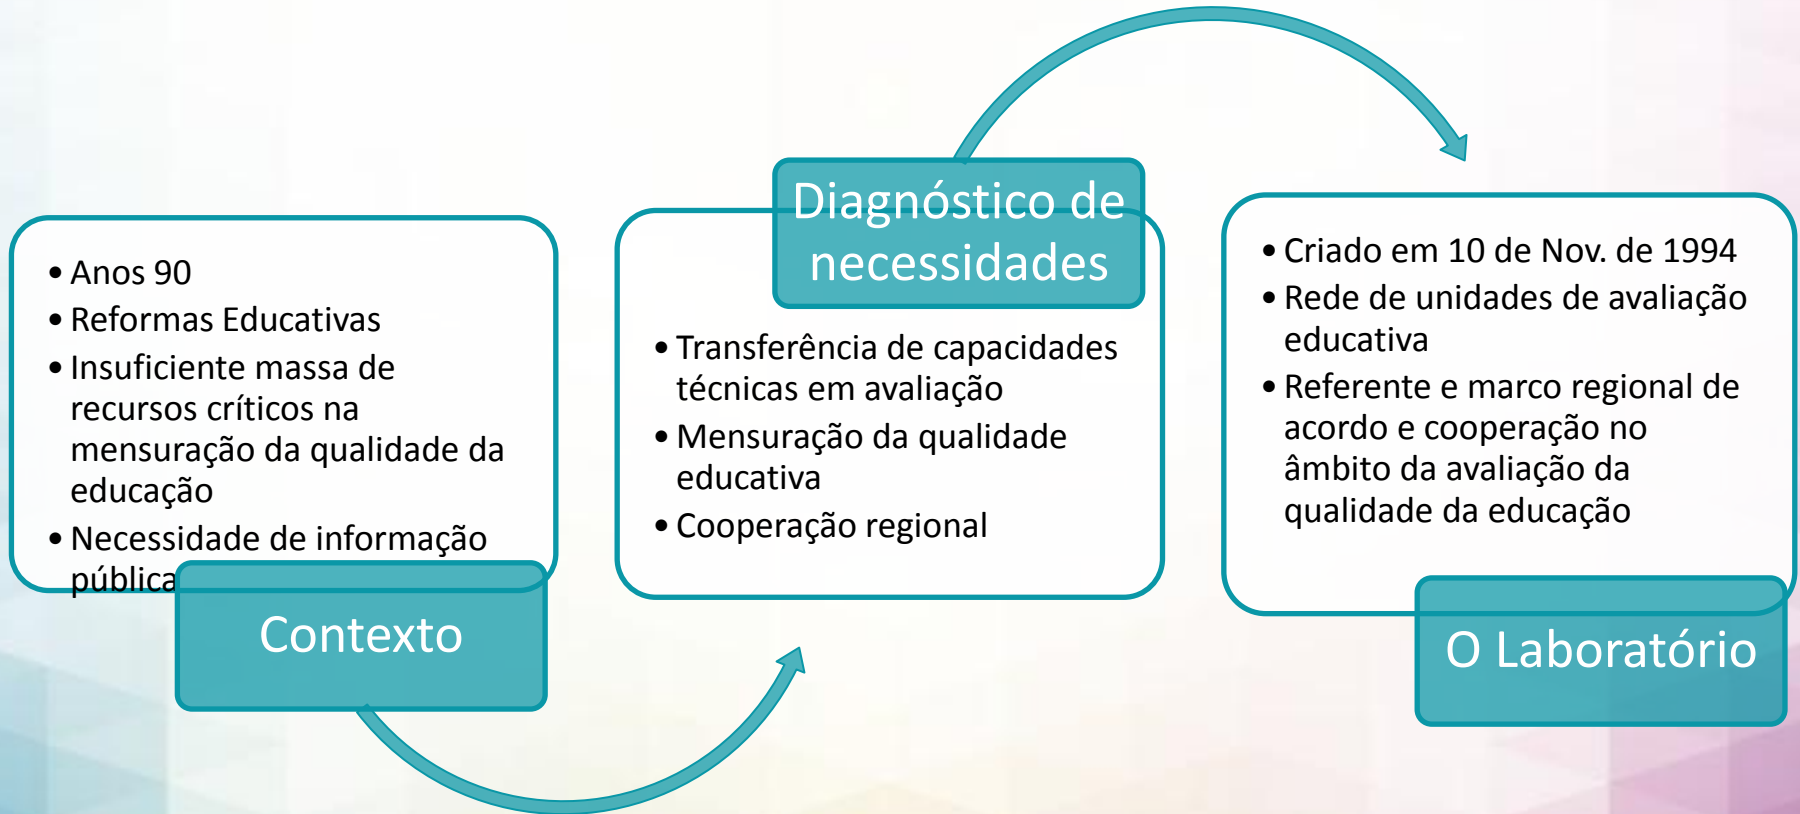 • Anos 90
• Reformas Educativas
• Insuficiente massa de
recursos críticos na
mensuração da qualidade da
educação
• Necessidade de informação
pública
Contexto
Diagnóstico de
necessidades
• Transferência de capacidades
técnicas em avaliação
• Mensuração da qualidade
educativa
• Cooperação regional
• Criado em 10 de Nov. de 1994
• Rede de unidades de avaliação
educativa
• Referente e marco regional de
acordo e cooperação no
âmbito da avaliação da
qualidade da educação
O Laboratório